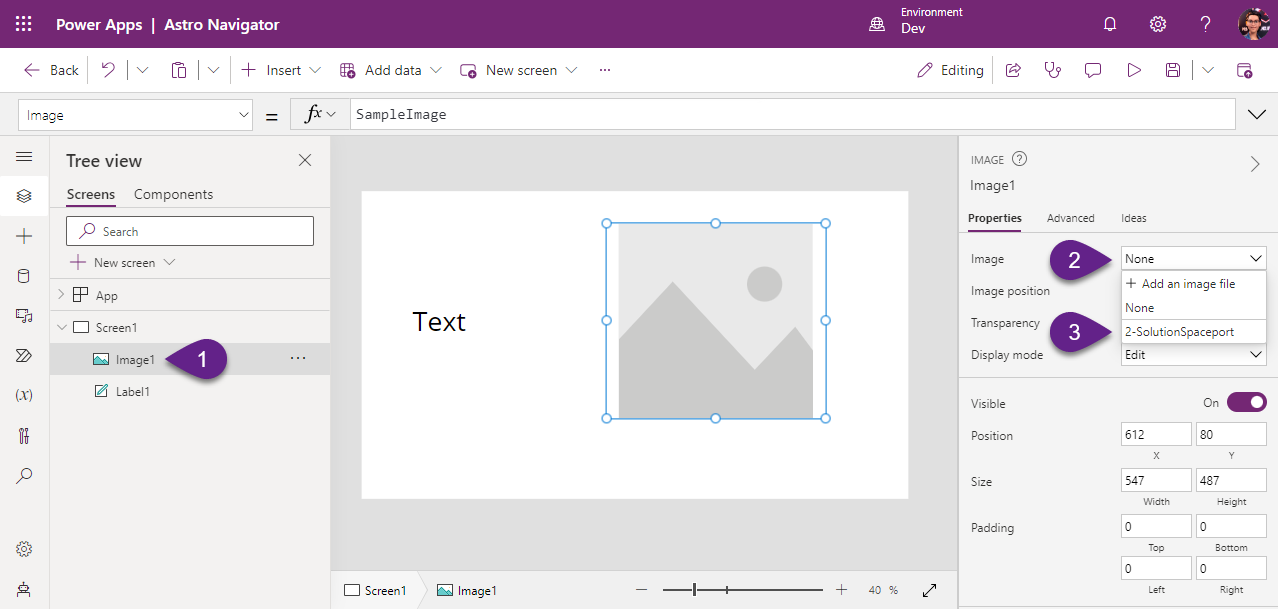 Power Apps | Astro Navigator
Environment
Dev
Back
Insert
Add data
New screen
...
Editing
Image
=
fx
SampleImage
Tree view
Screens
Components
Search
New screen
App
Screen1
Image1
1
...
Label1
(x)
Text
Screen1
Image1
40 %
IMAGE
Image1
Properties
Advanced
Ideas
Image
2
None
Add an image file
Image position
None
Transparency
3
2-SolutionSpaceport
Display mode
Edit
Visible
On
Position
612
80
X
Y
Size
547
487
Width
Height
Padding
0
0
Top
Bottom
0
0
Left
Right